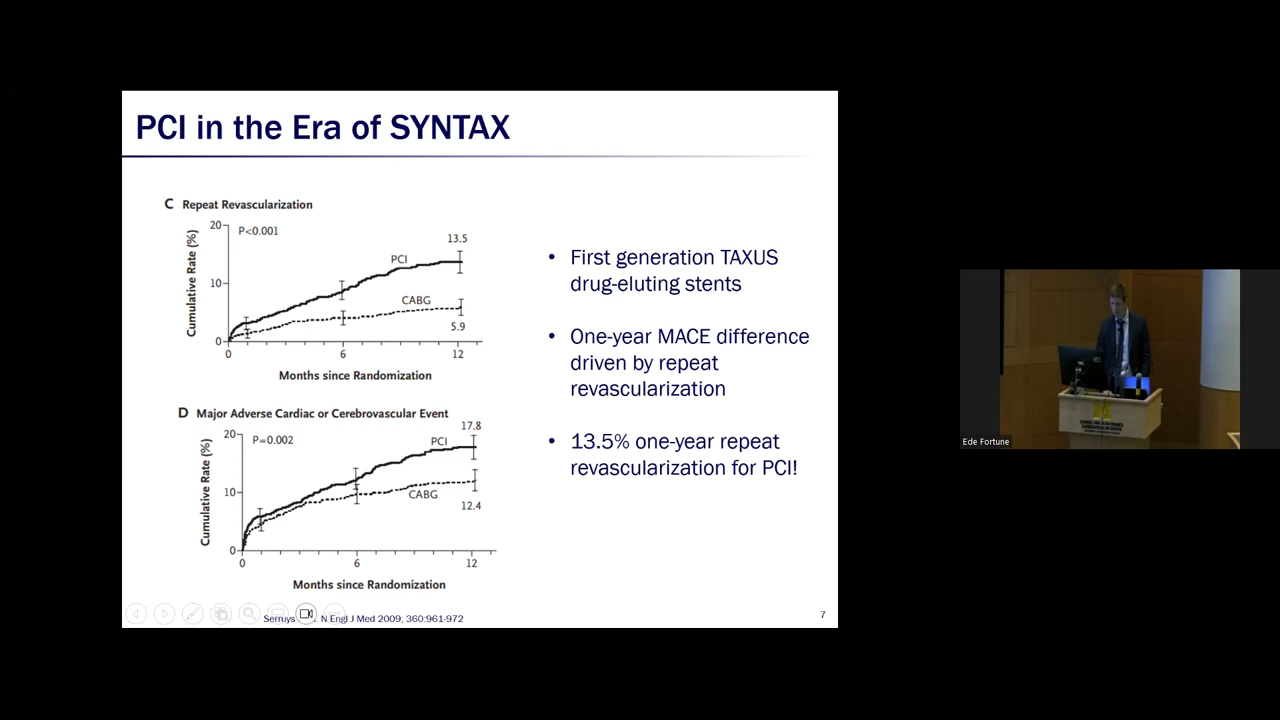 PCI in the Era of SYNTAX
C Repeat Revascularization
20
P<0.001
13.5
PCI
10
CABG
5.9
0
0
6
12
Cumulative Rate (%)
Months since Randomization
D Major Adverse Cardiac or Cerebrovascular Event
20
P=0.002
17.8
PCI
10
CABG
12.4
0
0
6
12
Cumulative Rate (%)
Months since Randomization
• First generation TAXUS
drug-eluting stents
• One-year MACE difference
driven by repeat
revascularization
• 13.5% one-year repeat
revascularization for PCI!
Serruys N Engl J Med 2009; 360:961-972
7
Ede Fortune